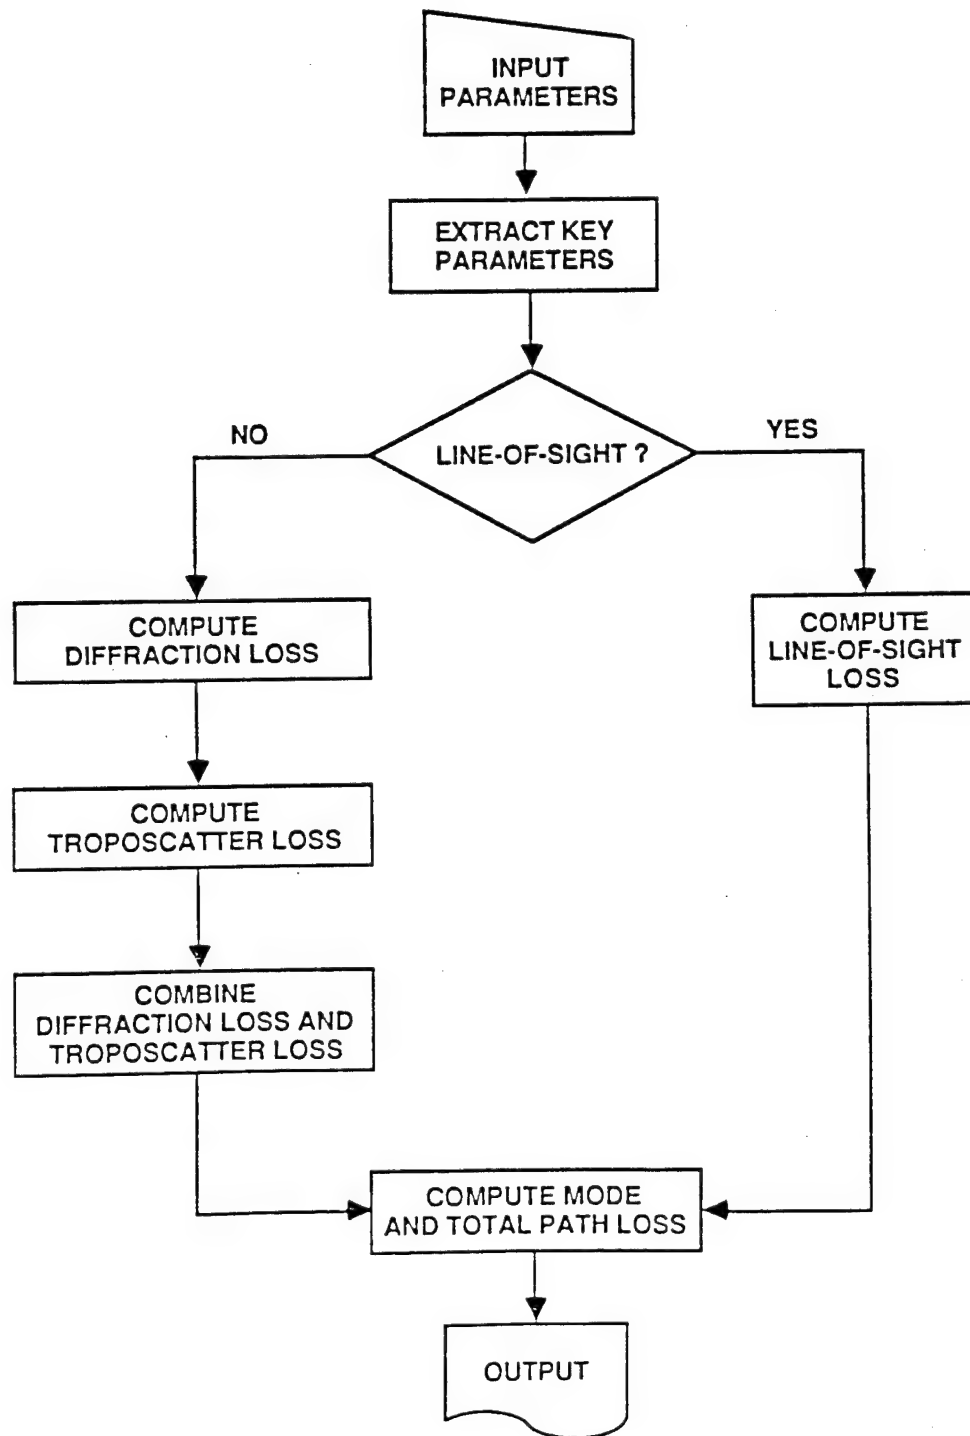 INPUT
PARAMETERS
EXTRACT KEY
PARAMETERS
NO
YES
LINE-OF-SIGHT ?
COMPUTE
DIFFRACTION LOSS
COMPUTE
LINE-OF-SIGHT
LOSS
COMPUTE
TROPOSCATTER LOSS
COMBINE
DIFFRACTION LOSS AND
TROPOSCATTER LOSS
COMPUTE MODE
AND TOTAL PATH LOSS
OUTPUT